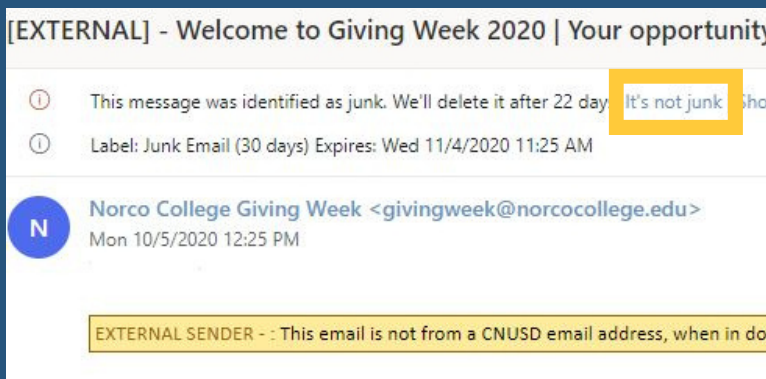 [EXTERNAL] - Welcome to Giving Week 2020 | Your opportunity
This message was identified as junk. We'll delete it after 22 day It's not junk
Label: Junk Email (30 days) Expires: Wed 11/4/2020 11:25 AM
N
Norco College Giving Week <givingweek@norcocollege.edu>
Mon 10/5/2020 12:25 PM
EXTERNAL SENDER - : This email is not from a CNUSD email address, when in